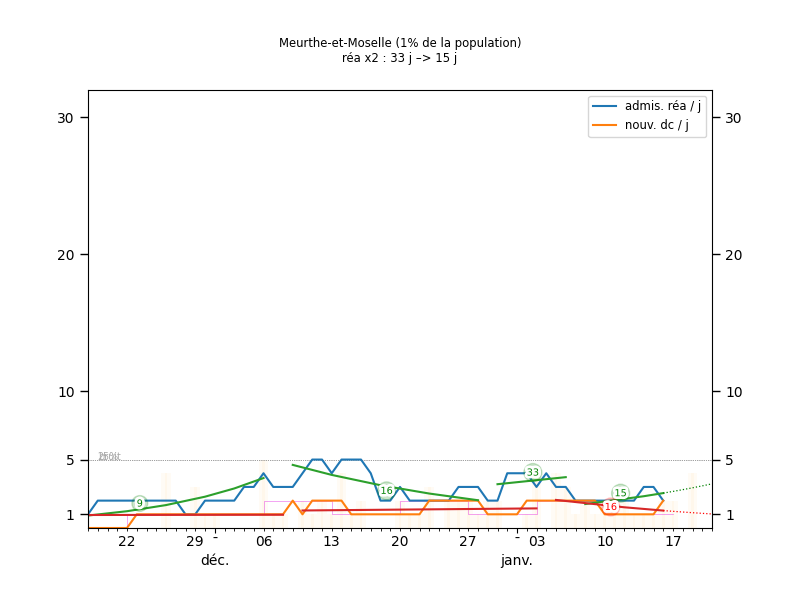 Meurthe-et-Moselle (1% de la population)
réa x2 : 33 j –> 15 j
admis. réa / j
nouv. dc / j
30 30
20 20
10 10
5 5
1 1
9 16 33 15 16
22 29 - 06 13 20 27 - 03 10 17
déc. janv.